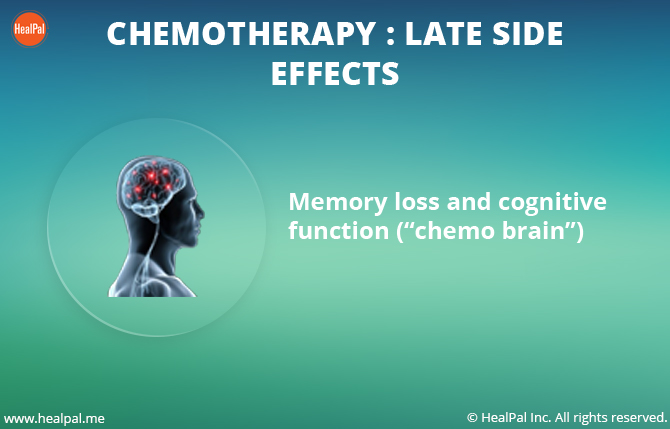 HealPal
CHEMOTHERAPY : LATE SIDE
EFFECTS
Memory loss and cognitive
function (“chemo brain”)
www.healpal.me
© HealPal Inc. All rights reserved.